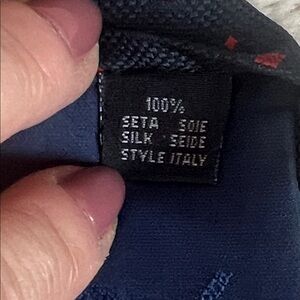 100%
SETA SOIE
SILK SEIDE
STYLE ITALY